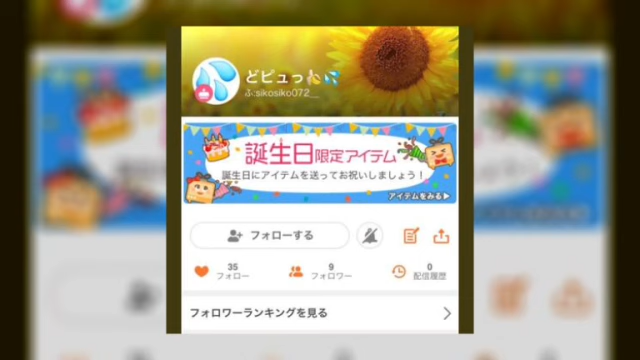 どピュっ🍌💦
ふ:sikosiko072__
誕生日限定アイテム
誕生日にアイテムを送ってお祝いしましょう!
アイテムをみる▶
フォローする
35
フォロー
9
フォロワー
0
配信履歴
フォロワーランキングを見る